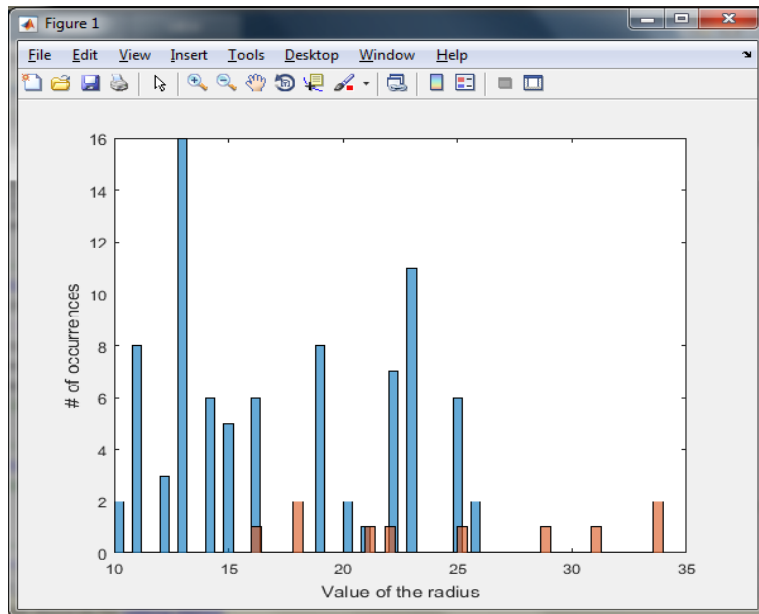 Figure 1
File Edit View Insert Tools Desktop Window Help
16
14
12
10
8
6
4
2
0
# of occurrences
10 15 20 25 30 35
Value of the radius